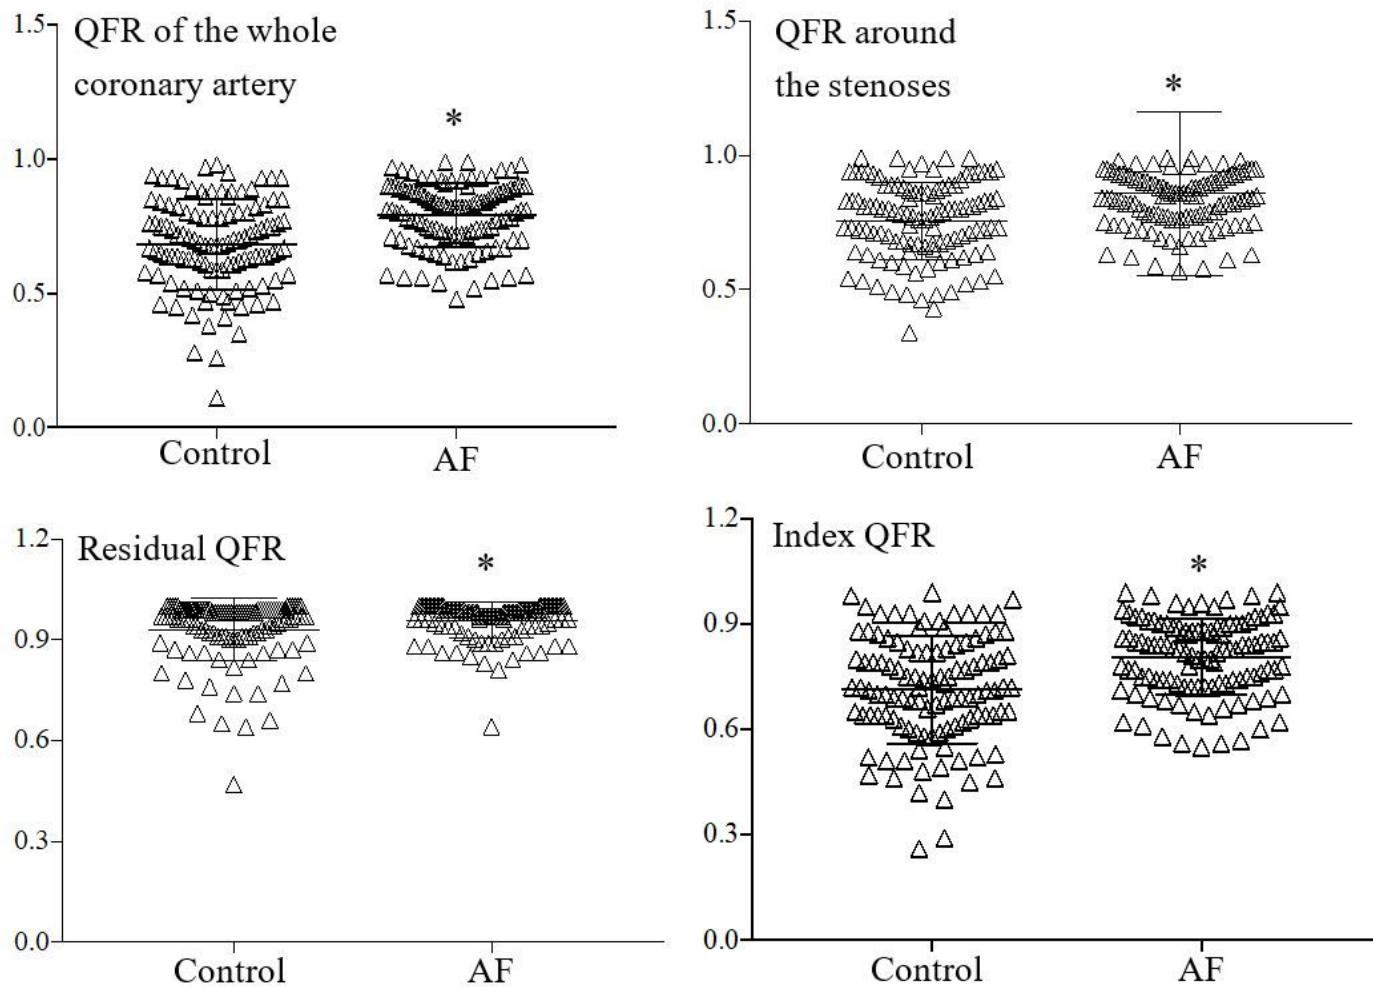 QFR of the whole
coronary artery
*
1.5
1.0
0.5
0.0
Control
AF
QFR around
the stenoses
*
1.5
1.0
0.5
0.0
Control
AF
Residual QFR
*
1.2
0.9
0.6
0.3
0.0
Control
AF
Index QFR
*
1.2
0.9
0.6
0.3
0.0
Control
AF